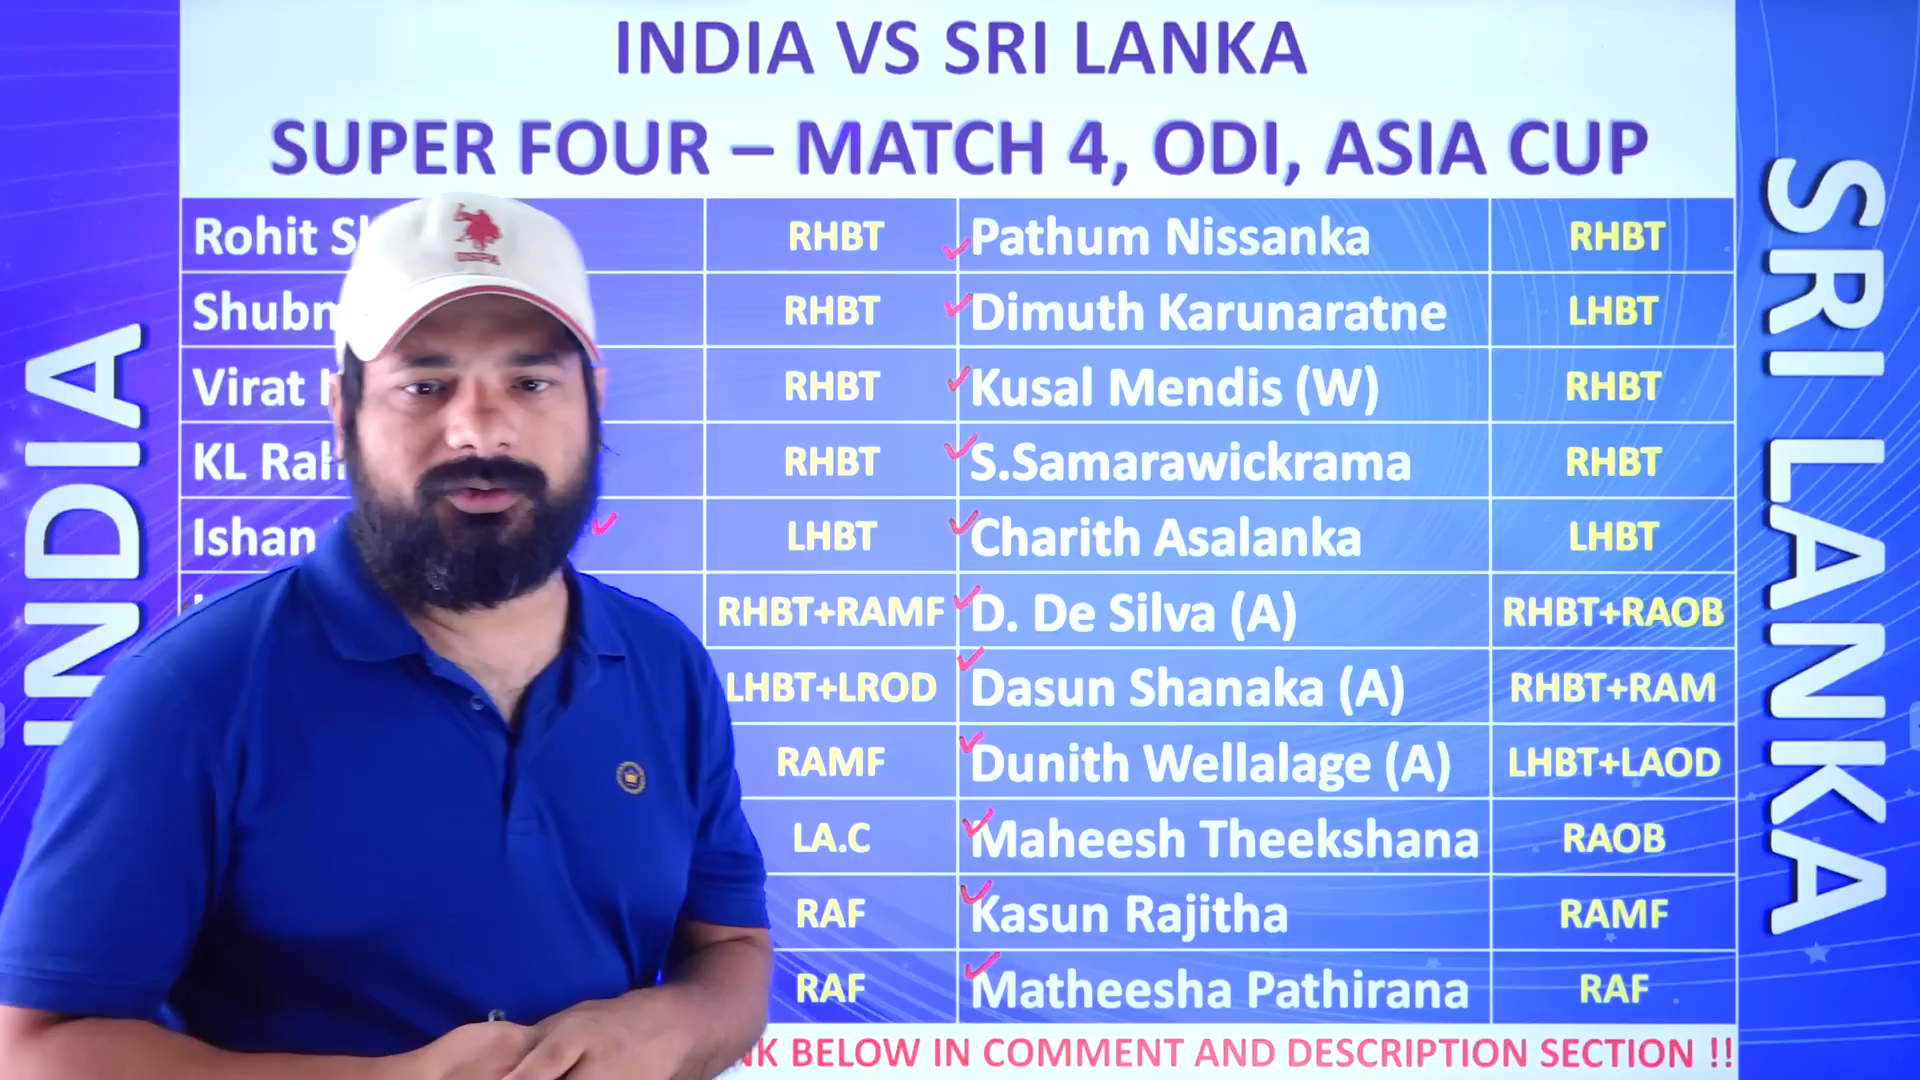 INDIA VS SRI LANKA
SUPER FOUR – MATCH 4, ODI, ASIA CUP
INDIA
SRI LANKA
Rohit RHBT Pathum Nissanka RHBT
RHBT Dimuth Karunaratne LHBT
Virat RHBT Kusal Mendis (W) RHBT
KL RHBT S.Samarawickrama RHBT
Ishan LHBT Charith Asalanka LHBT
RHBT+RAMF D. De Silva (A) RHBT+RAOB
LHBT+LROD Dasun Shanaka (A) RHBT+RAM
RAMF Dunith Wellalage (A) LHBT+LAOD
LA.C Maheesh Theekshana RAOB
RAF Kasun Rajitha RAMF
RAF Matheesha Pathirana RAF
BELOW IN COMMENT AND DESCRIPTION SECTION !!
USPA